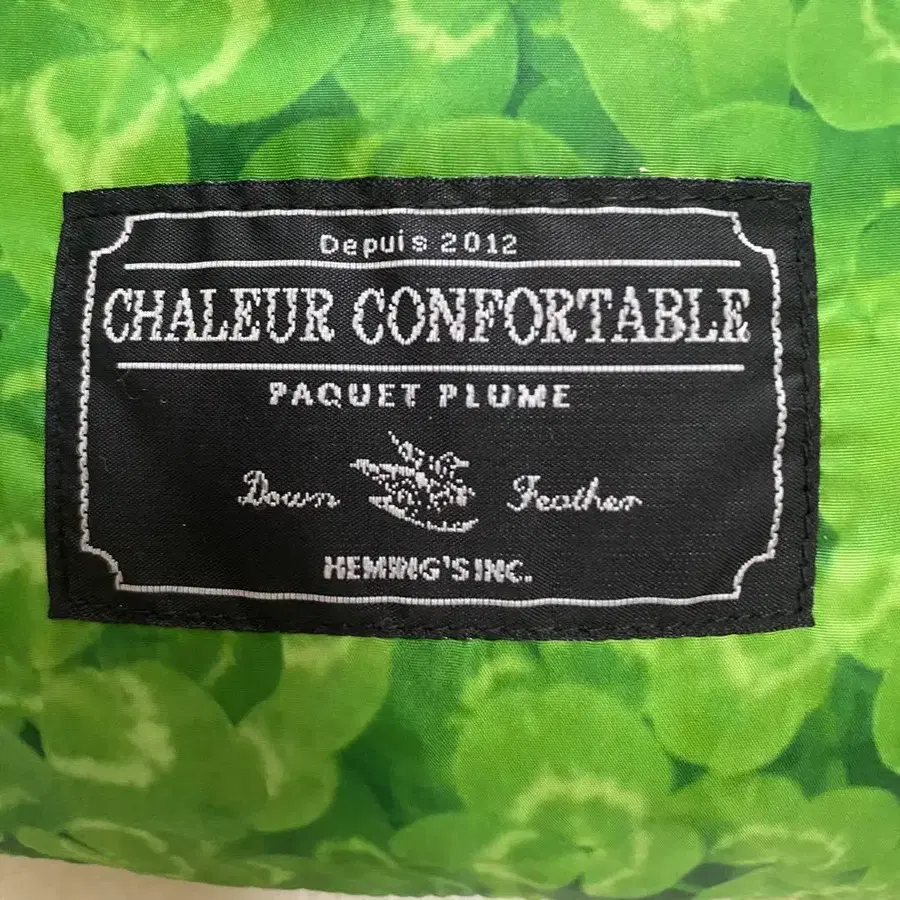 Depuis 2012
CHALEUR CONFORTABLE
PAQUET PLUME
Down Feather
HEMING'S INC.